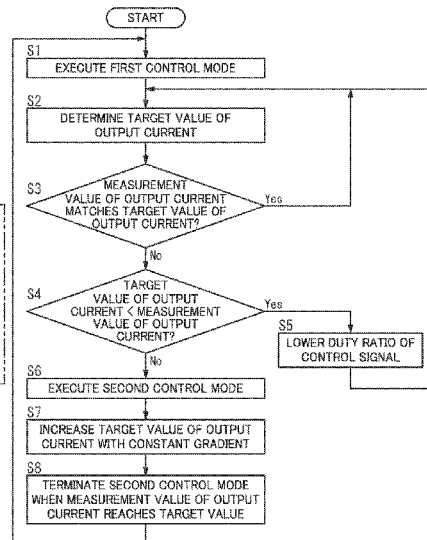 START
S1
EXECUTE FIRST CONTROL MODE
S2
DETERMINE TARGET VALUE OF
OUTPUT CURRENT
S3
MEASUREMENT
VALUE OF OUTPUT CURRENT
MATCHES TARGET VALUE OF
OUTPUT CURRENT?
Yes
No
S4
TARGET
VALUE OF OUTPUT
CURRENT < MEASUREMENT
VALUE OF OUTPUT
CURRENT?
Yes
S5
LOWER DUTY RATIO OF
CONTROL SIGNAL
No
S6
EXECUTE SECOND CONTROL MODE
S7
INCREASE TARGET VALUE OF OUTPUT
CURRENT WITH CONSTANT GRADIENT
S8
TERMINATE SECOND CONTROL MODE
WHEN MEASUREMENT VALUE OF OUTPUT
CURRENT REACHES TARGET VALUE